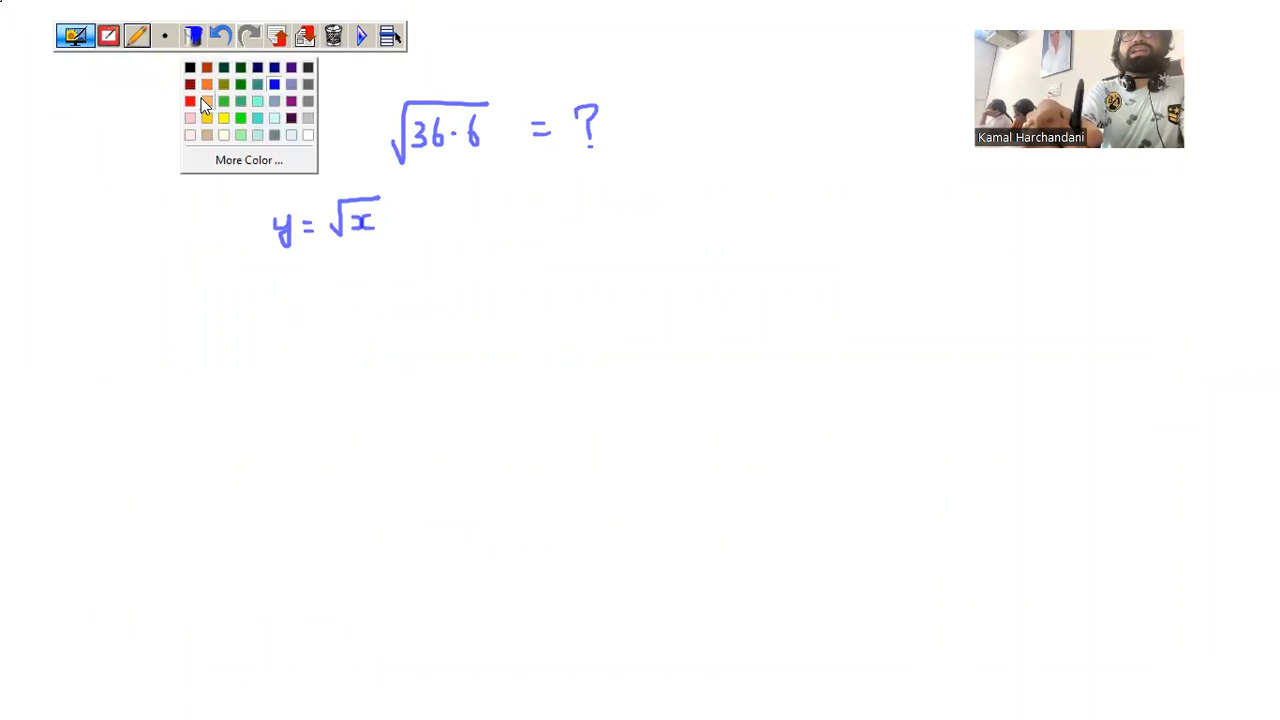 √36·6 = ?
y = √x
More Color ...
Kamal Harchandani